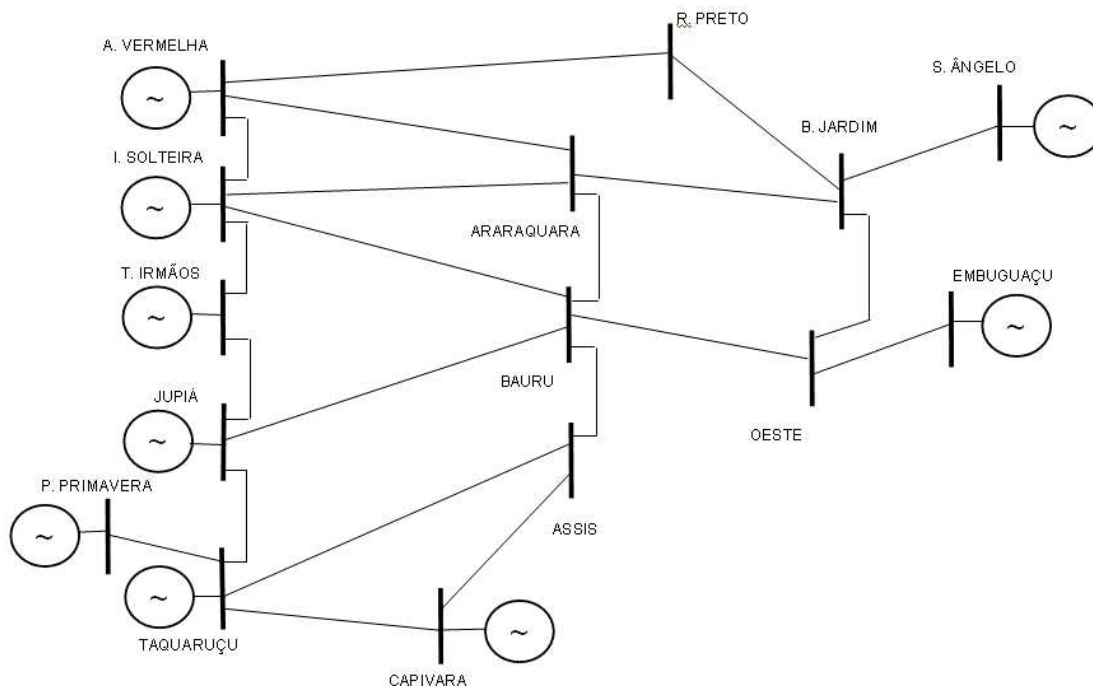 R. PRETO
A. VERMELHA
S. ÂNGELO
B. JARDIM
I. SOLTEIRA
ARARAQUARA
T. IRMÃOS
EMBUGUAÇU
BAURU
JUPIÁ
OESTE
P. PRIMAVERA
ASSIS
TAQUARUÇU
CAPIVARA
~
~
~
~
~
~
~
~
~